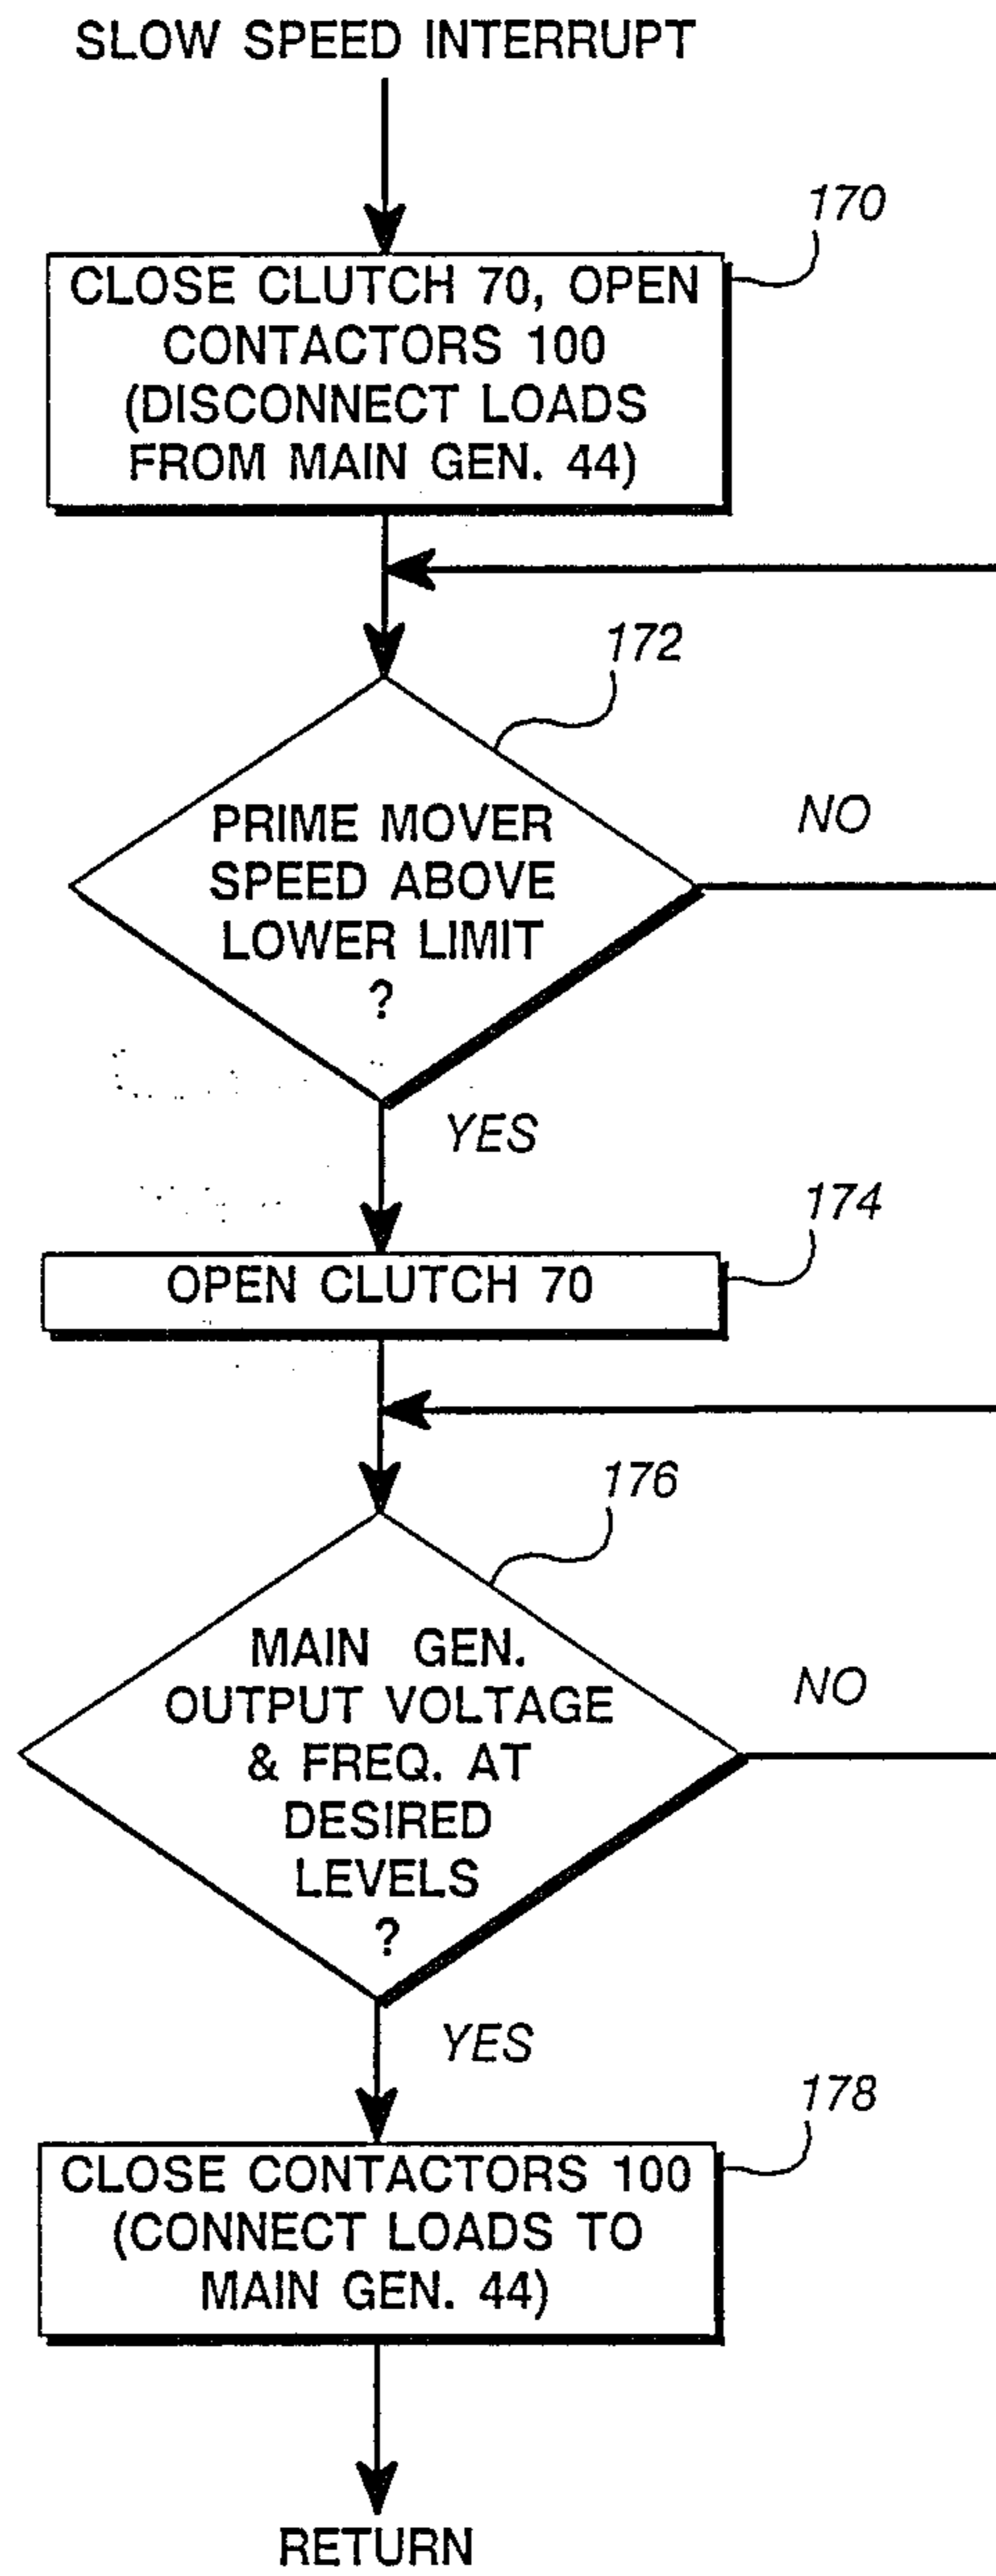 SLOW SPEED INTERRUPT
170
CLOSE CLUTCH 70, OPEN
CONTACTORS 100
(DISCONNECT LOADS
FROM MAIN GEN. 44)
172
PRIME MOVER
SPEED ABOVE
LOWER LIMIT
?
NO
YES
174
OPEN CLUTCH 70
176
MAIN GEN.
OUTPUT VOLTAGE
& FREQ. AT
DESIRED
LEVELS
?
NO
YES
178
CLOSE CONTACTORS 100
(CONNECT LOADS TO
MAIN GEN. 44)
RETURN